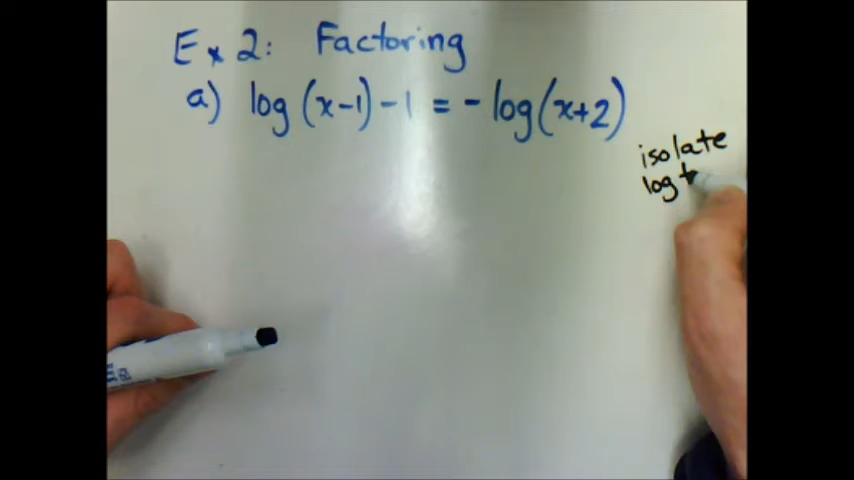 Ex 2: Factoring
a) log(x-1)-1 = -log(x+2)
isolate
log t